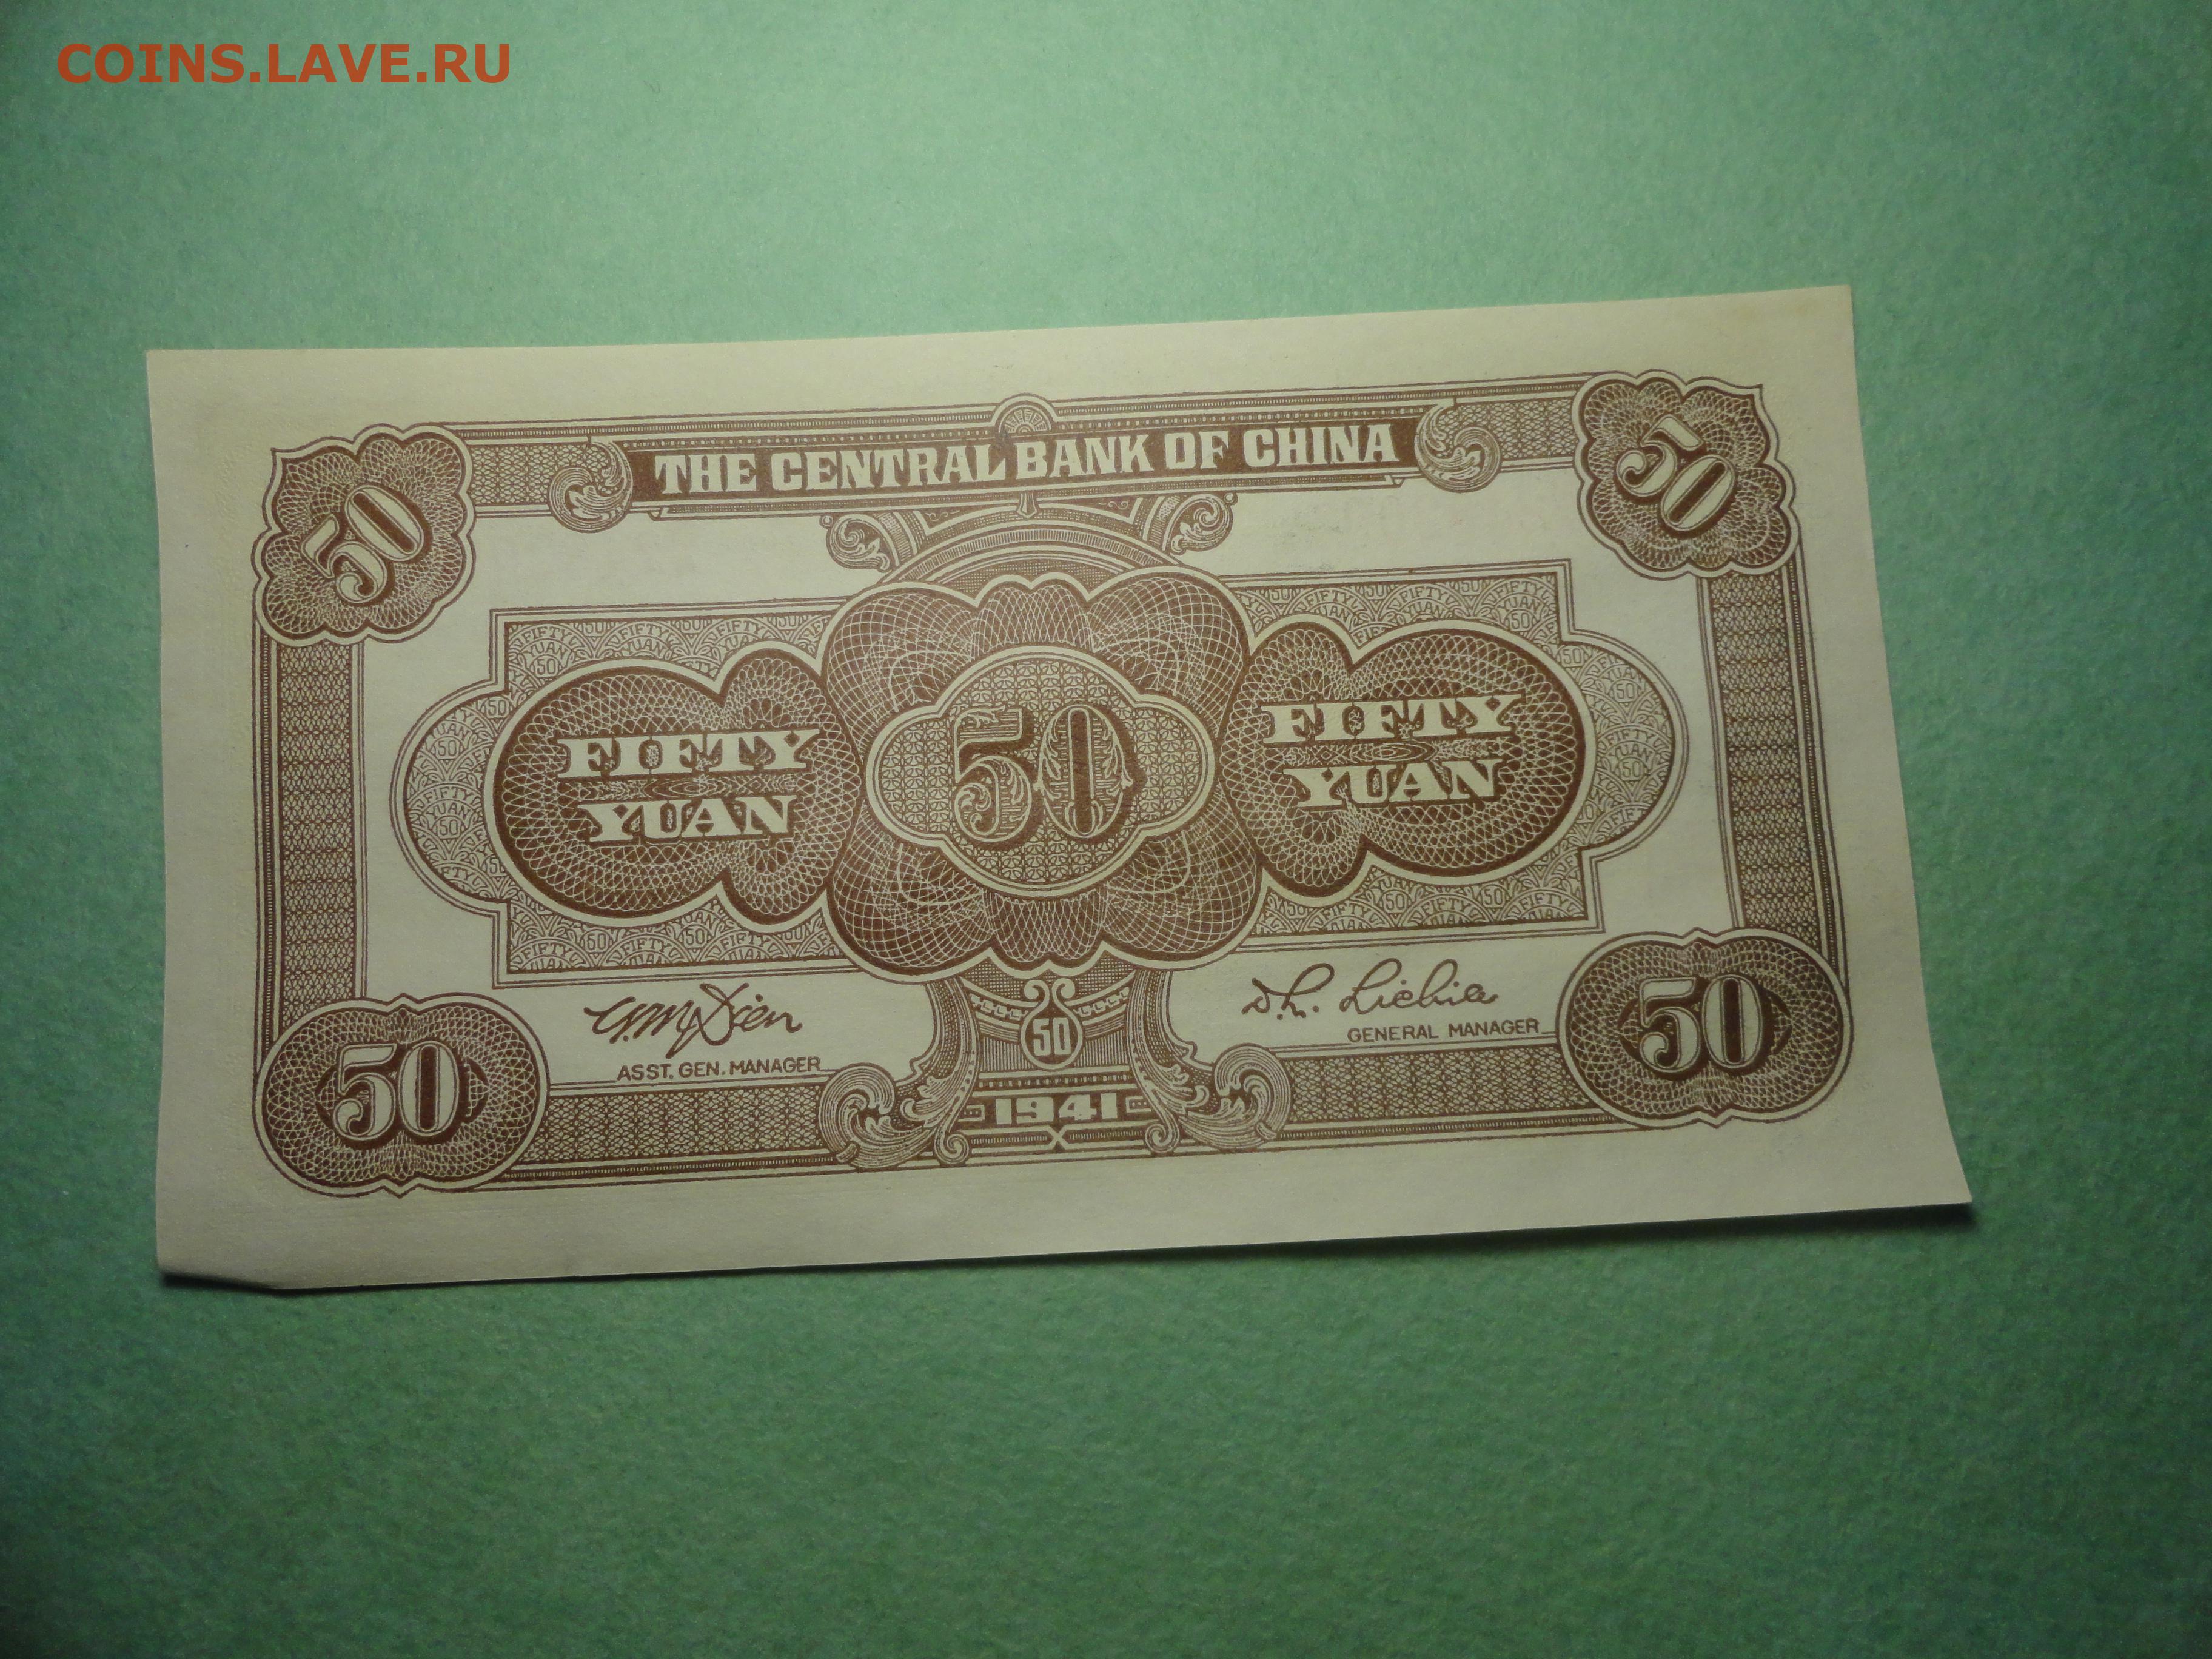 COINS.LAVE.RU
50
THE CENTRAL BANK OF CHINA
50
FIFTY
YUAN
50
FIFTY
YUAN
ASST. GEN. MANAGER
50
GENERAL MANAGER
50
1941
50